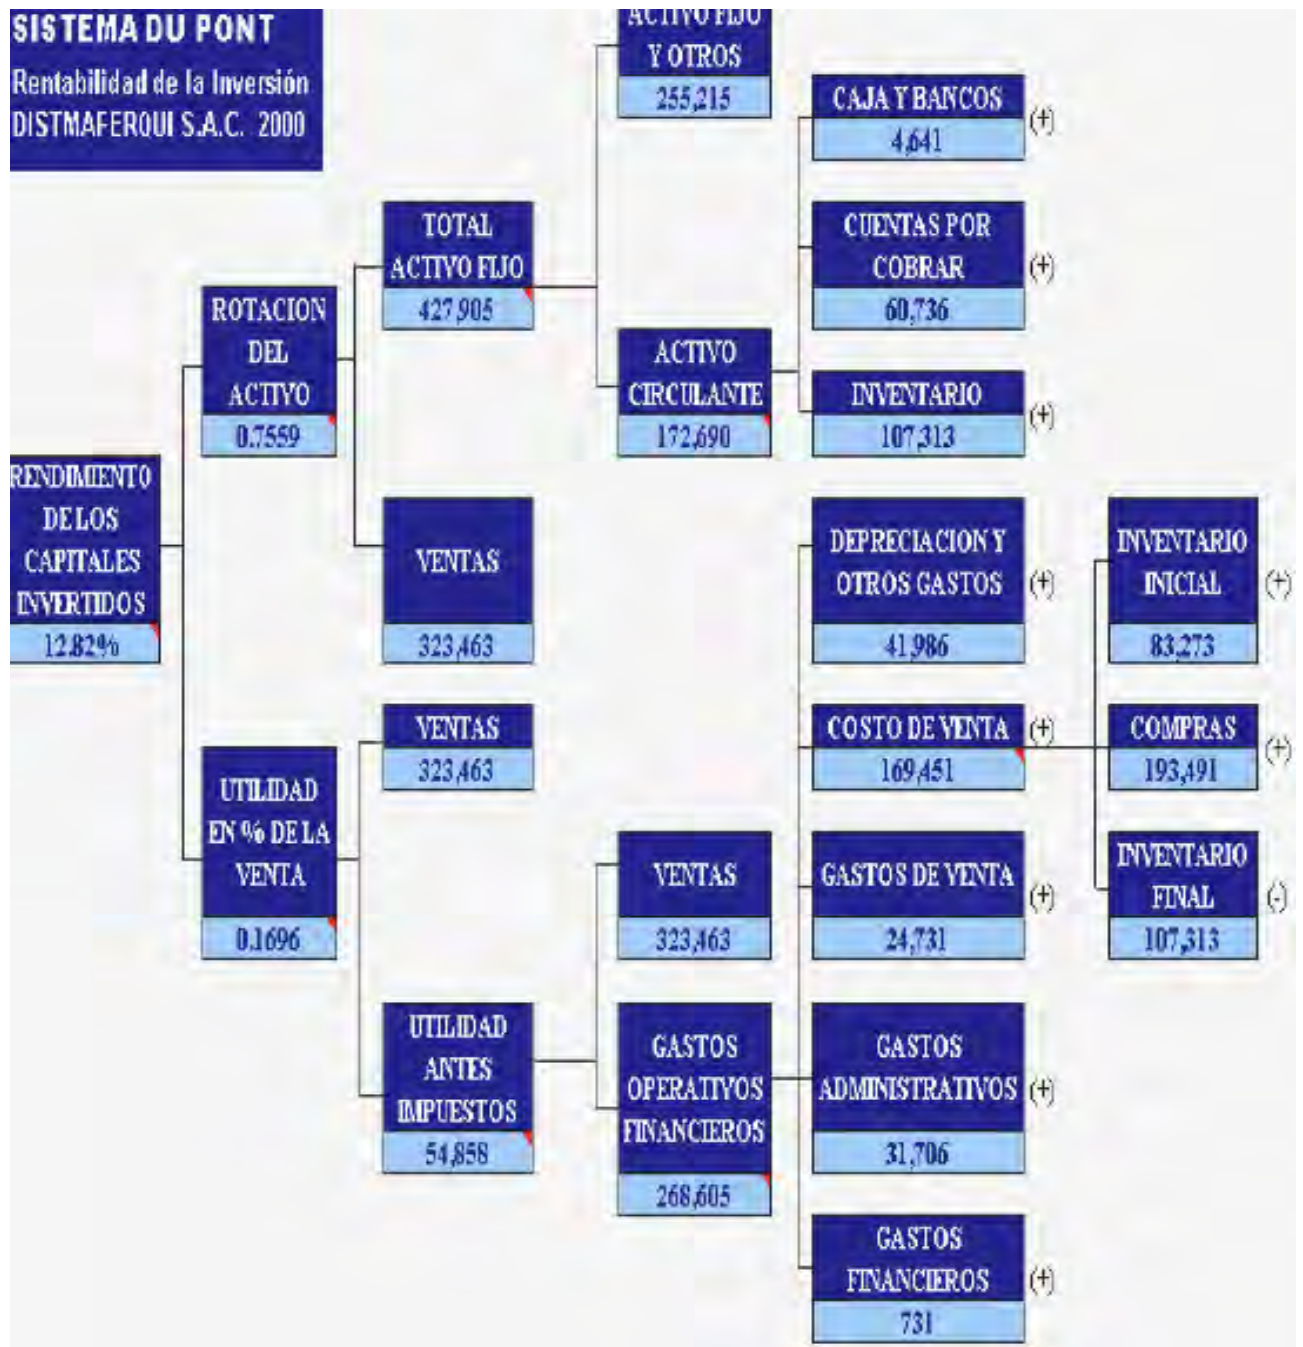 SISTEMA DU PONT
Rentabilidad de la Inversión
DISTMAFERQUI S.A.C. 2000
ACTIVO FIJO
Y OTROS
255,215
CAJA Y BANCOS
4,641
(+)
TOTAL
ACTIVO FIJO
427,905
CUENTAS POR
COBRAR
60,736
(+)
ROTACION
DEL
ACTIVO
0.7559
ACTIVO
CIRCULANTE
172,690
INVENTARIO
107,313
(+)
RENDIMIENTO
DE LOS
CAPITALES
INVERTIDOS
12.82%
VENTAS
323,463
DEPRECIACION Y
OTROS GASTOS
41,986
(+)
INVENTARIO
INICIAL
83,273
(+)
VENTAS
323,463
COSTO DE VENTA
169,451
(+)
COMPRAS
193,491
(+)
UTILIDAD
EN % DE LA
VENTA
0.1696
VENTAS
323,463
GASTOS DE VENTA
24,731
(+)
INVENTARIO
FINAL
107,313
(-)
UTILIDAD
ANTES
IMPUESTOS
54,858
GASTOS
OPERATIVOS
FINANCIEROS
268,605
GASTOS
ADMINISTRATIVOS
31,706
(+)
GASTOS
FINANCIEROS
731
(+)